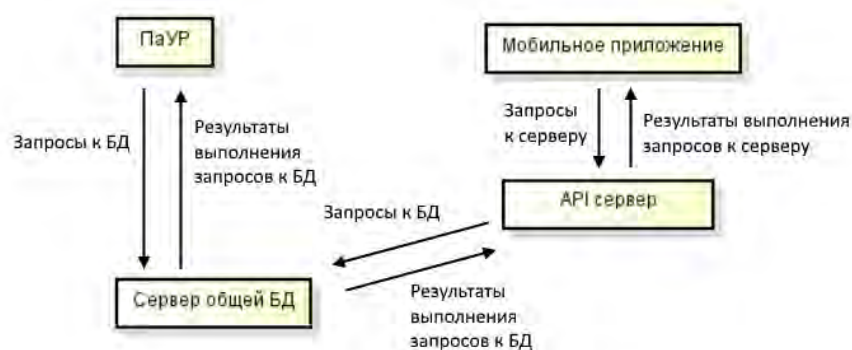 ПаУР
Мобильное приложение
Запросы к БД
Результаты
выполнения
запросов к БД
Запросы
к серверу
Результаты выполнения
запросов к серверу
API сервер
Запросы к БД
Сервер общей БД
Результаты
выполнения
запросов к БД